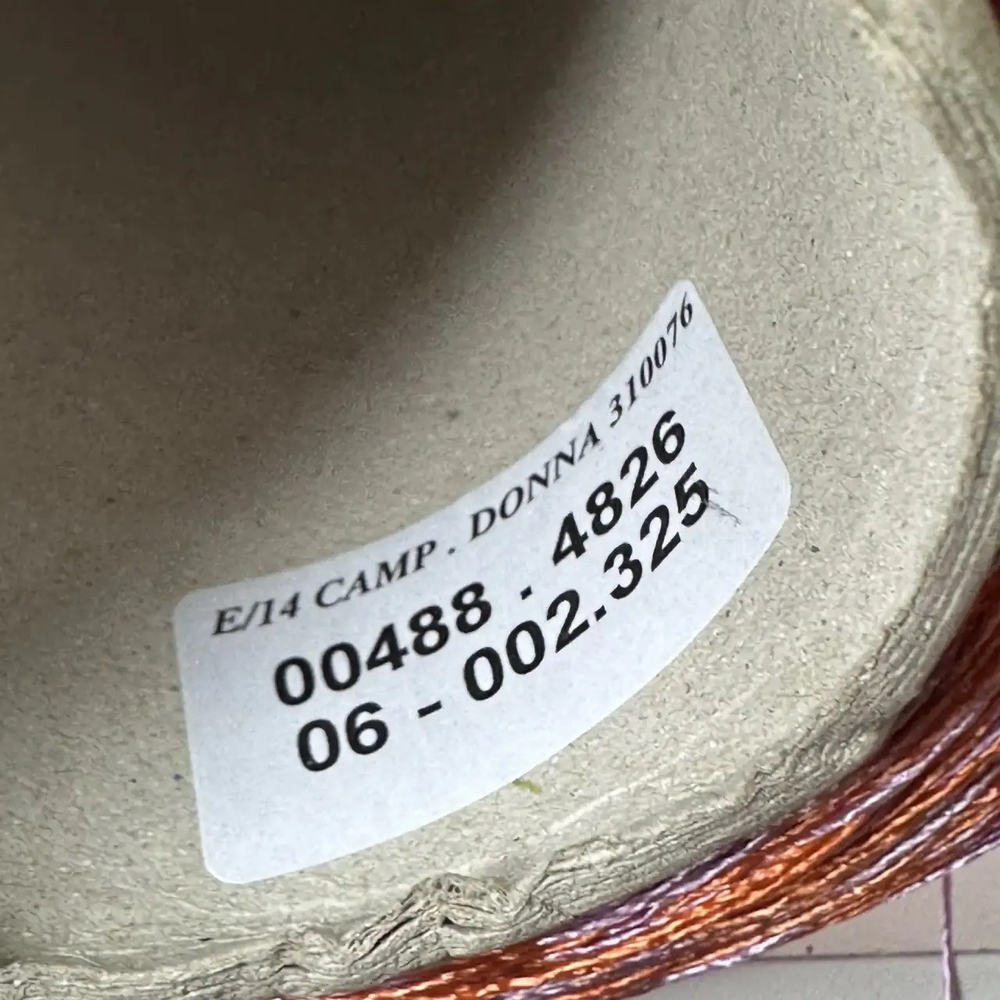 E/14 CAMP . DONNA 310076
00488 . 4826
06 - 002.325